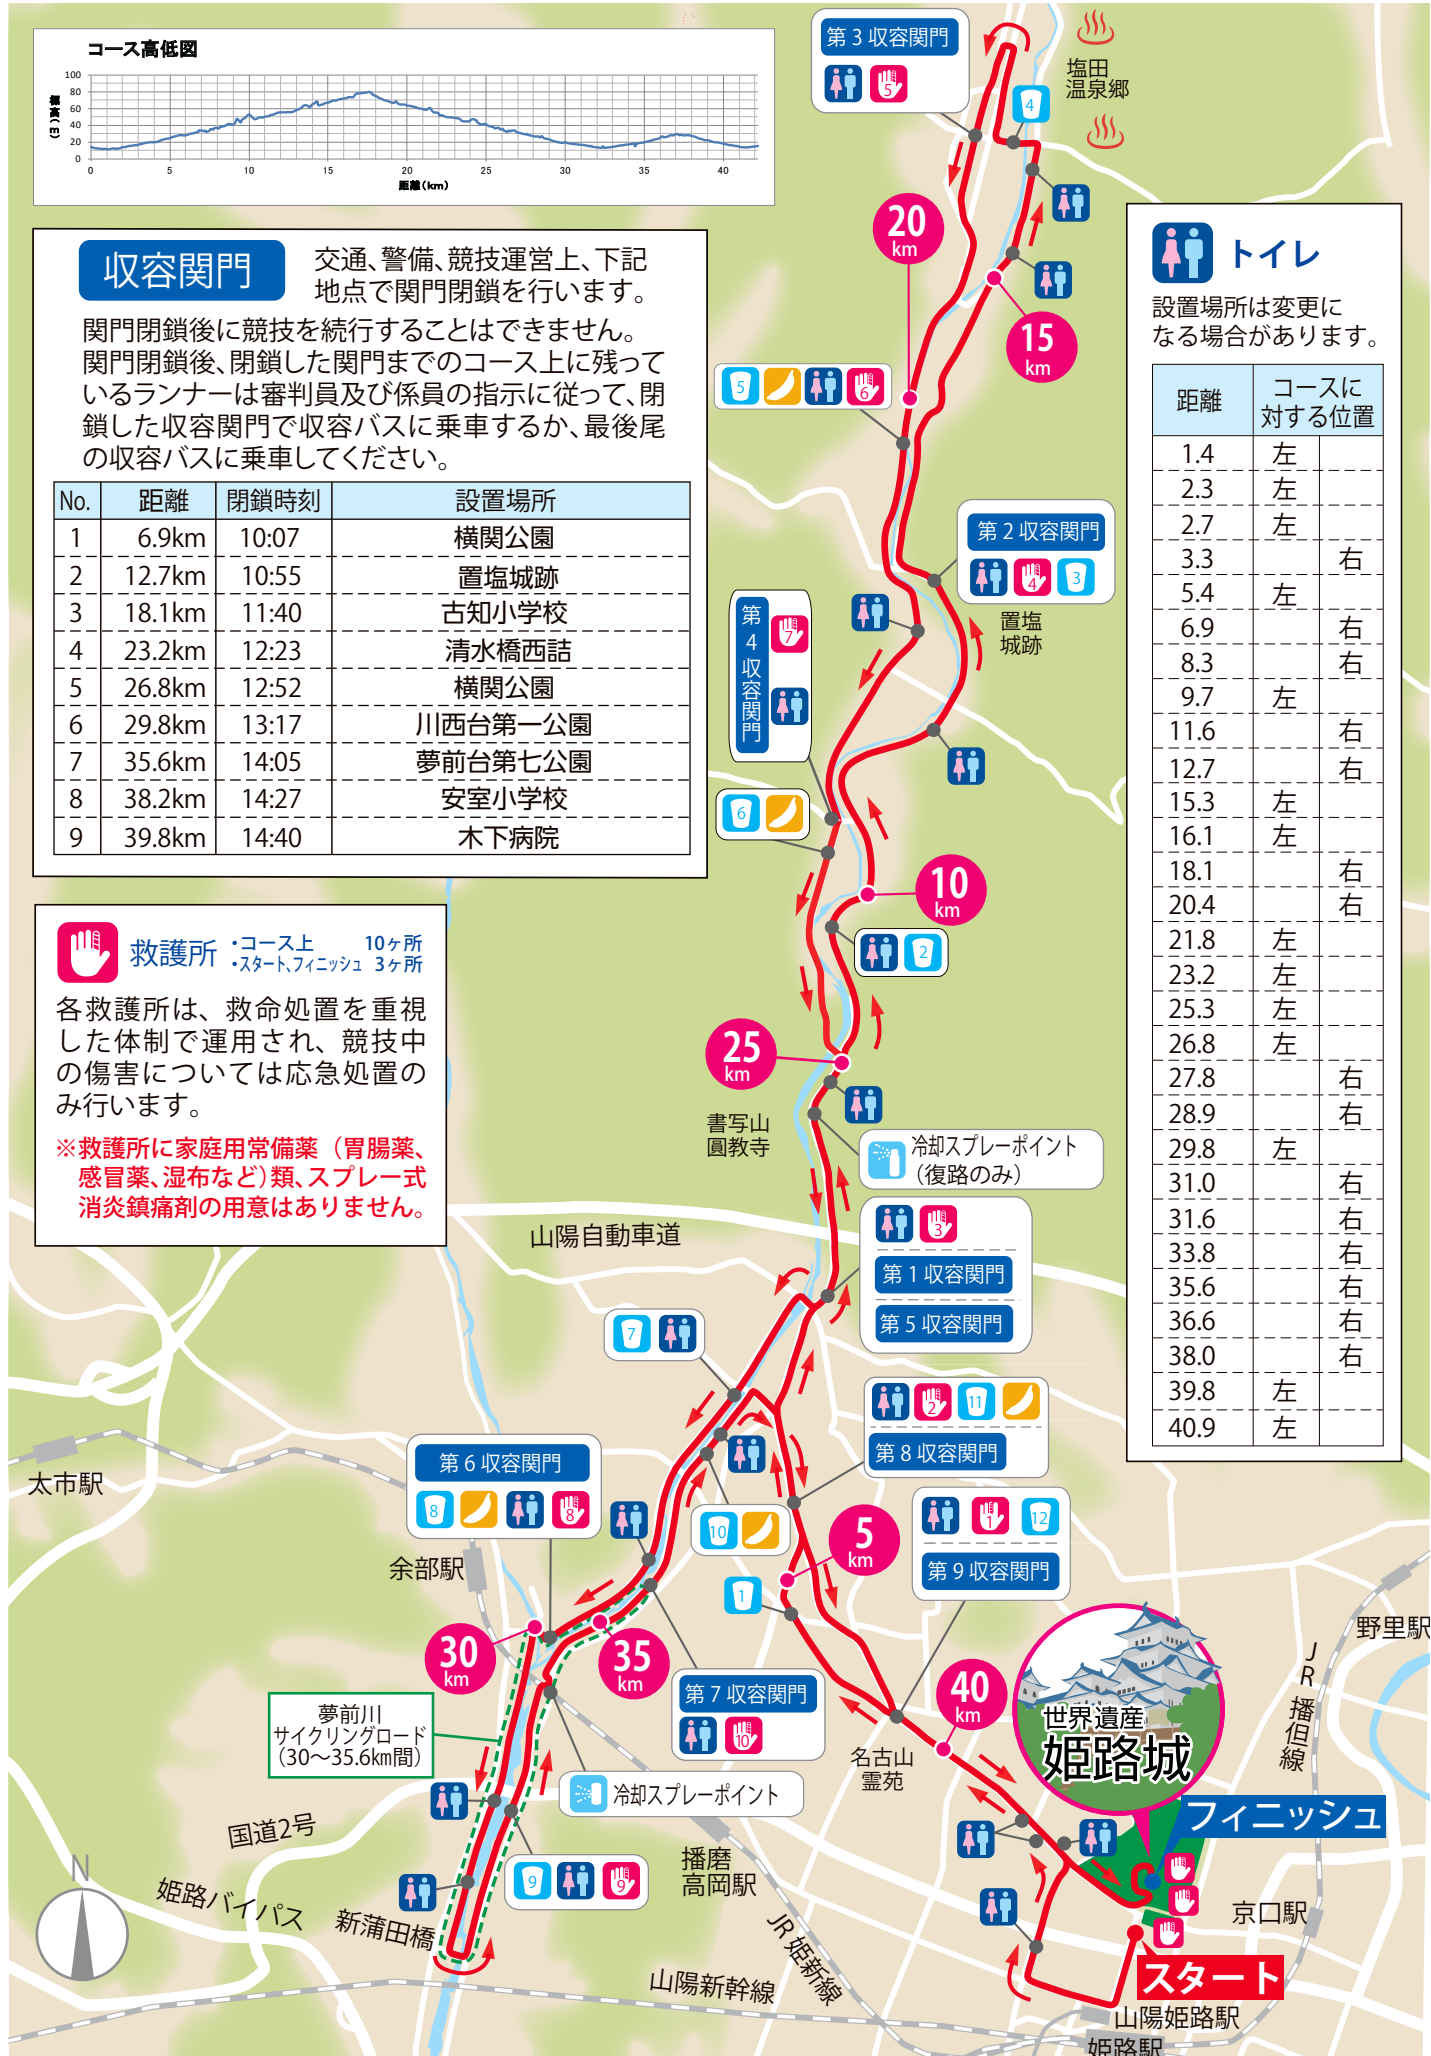 コース高低図
標高(m)
100
80
60
40
20
0
0 5 10 15 20 25 30 35 40
距離(km)
収容関門
交通、警備、競技運営上、下記
地点で関門閉鎖を行います。
関門閉鎖後に競技を続行することはできません。
関門閉鎖後、閉鎖した関門までのコース上に残って
いるランナーは審判員及び係員の指示に従って、閉
鎖した収容関門で収容バスに乗車するか、最後尾
の収容バスに乗車してください。
No. 距離 閉鎖時刻 設置場所
1 6.9km 10:07 横関公園
2 12.7km 10:55 置塩城跡
3 18.1km 11:40 古知小学校
4 23.2km 12:23 清水橋西詰
5 26.8km 12:52 横関公園
6 29.8km 13:17 川西台第一公園
7 35.6km 14:05 夢前台第七公園
8 38.2km 14:27 安室小学校
9 39.8km 14:40 木下病院
救護所
・コース上 10ヶ所
・スタート、フィニッシュ 3ヶ所
各救護所は、救命処置を重視
した体制で運用され、競技中
の傷害については応急処置の
み行います。
※救護所に家庭用常備薬（胃腸薬、
感冒薬、湿布など）類、スプレー式
消炎鎮痛剤の用意はありません。
トイレ
設置場所は変更に
なる場合があります。
距離 コースに
対する位置
1.4 左
2.3 左
2.7 左
3.3 右
5.4 左
6.9 右
8.3 右
9.7 左
11.6 右
12.7 右
15.3 左
16.1 左
18.1 右
20.4 右
21.8 左
23.2 左
25.3 左
26.8 左
27.8 右
28.9 右
29.8 左
31.0 右
31.6 右
33.8 右
35.6 右
36.6 右
38.0 右
39.8 左
40.9 左
第3収容関門
5
塩田
温泉郷
4
20
km
15
km
5
6
第2収容関門
4
3
置塩
城跡
第4収容関門
7
6
10
km
2
25
km
書写山
圓教寺
冷却スプレーポイント
（復路のみ）
3
第1収容関門
第5収容関門
山陽自動車道
7
2
11
第8収容関門
太市駅
第6収容関門
8
8
10
5
km
1
12
第9収容関門
余部駅
1
30
km
35
km
第7収容関門
10
40
km
野里駅
JR播但線
世界遺産
姫路城
夢前川
サイクリングロード
（30〜35.6km間）
名古山
霊苑
冷却スプレーポイント
フィニッシュ
国道2号
播磨
高岡駅
9
9
N
姫路バイパス
新蒲田橋
京口駅
JR姫新線
スタート
山陽新幹線
山陽姫路駅
姫路駅